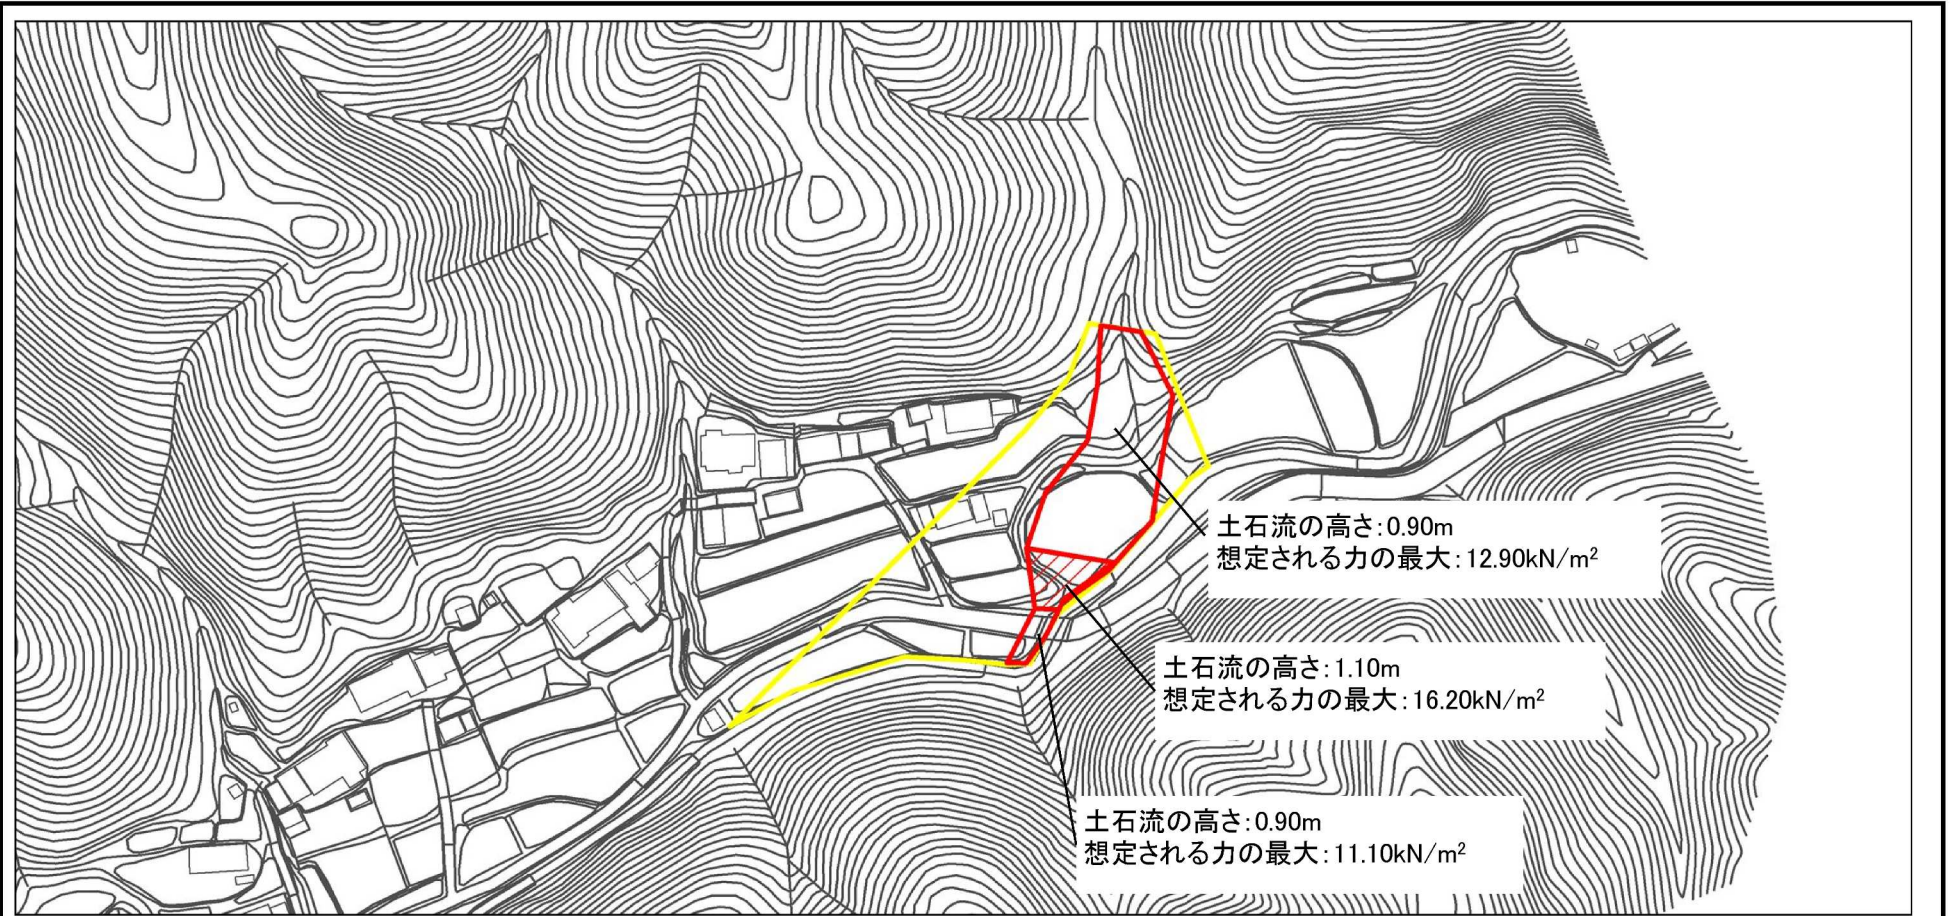 土石流の高さ:0.90m
想定される力の最大:12.90kN/m²
土石流の高さ:1.10m
想定される力の最大:16.20kN/m²
土石流の高さ:0.90m
想定される力の最大:11.10kN/m²